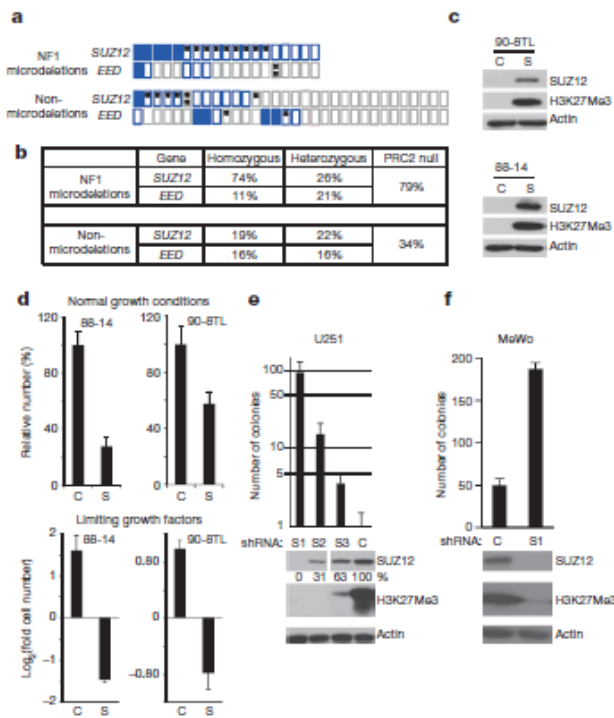 a
NF1 microdeletions
SUZ12
EED
Non-microdeletions
SUZ12
EED
b
Gene Homozygous Heterozygous PRC2 null
NF1 microdeletions SUZ12 74% 26% 79%
EED 11% 21%
Non-microdeletions SUZ12 19% 22% 34%
EED 16% 16%
c
90-8TL
C S
SUZ12
H3K27Me3
Actin
88-14
C S
SUZ12
H3K27Me3
Actin
d
Normal growth conditions
88-14 90-8TL
Relative number (%)
120 120
80 80
40 40
0 0
C S C S
Limiting growth factors
88-14 90-8TL
Log2(fold cell number)
2
1 0.80
0 0
−1 −0.80
−2
C S C S
e
U251
Number of colonies
100
50
10
5
1
shRNA: S1 S2 S3 C
SUZ12
0 31 63 100 %
H3K27Me3
Actin
f
MeWo
Number of colonies
200
150
100
50
0
shRNA: C S1
SUZ12
H3K27Me3
Actin